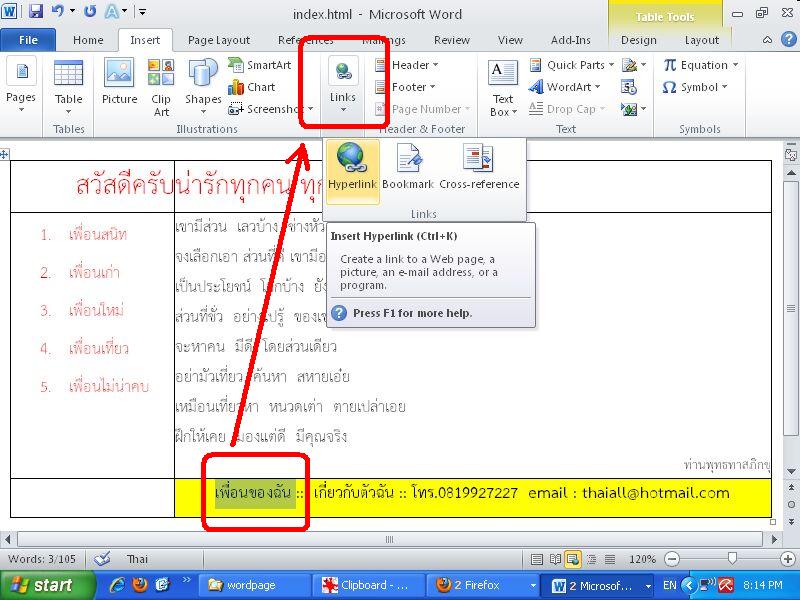 index.html - Microsoft Word
Table Tools
File Home Insert Page Layout References Mailings Review View Add-Ins Design Layout
Pages
Table
Tables
Picture
Clip Art
Shapes
SmartArt
Chart
Screenshot
Illustrations
Links
Header
Footer
Page Number
Header & Footer
Text Box
Quick Parts
WordArt
Drop Cap
Text
Equation
Symbol
Symbols
Hyperlink Bookmark Cross-reference
Links
Insert Hyperlink (Ctrl+K)
Create a link to a Web page, a
picture, an e-mail address, or a
program.
Press F1 for more help.
สวัสดีครับน่ารักทุกคน
1. เพื่อนสนิท
2. เพื่อนเก่า
3. เพื่อนใหม่
4. เพื่อนเที่ยว
5. เพื่อนไม่น่าคบ
เขามีส่วน เลวบ้าง ช่างหัว
จงเลือกเอา ส่วนที่ดี เขามีอ
เป็นประโยชน์ โลกบ้าง ยัง
ส่วนที่ชั่ว อย่าไปรู้ ของเข
จะหาคน มีดี โดยส่วนเดียว
อย่ามัวเที่ยว ค้นหา สหายเอ๋ย
เหมือนเที่ยวหา หนวดเต่า ตายเปล่าเอย
ฝึกให้เคย มองแต่ดี มีคุณจริง
ท่านพุทธทาสภิกขุ
เพื่อนของฉัน :: เกี่ยวกับตัวฉัน :: โทร.0819927227 email : thaiall@hotmail.com
Words: 3/105 Thai 120%
start wordpage Clipboard - ... 2 Firefox 2 Microsof... EN 8:14 PM